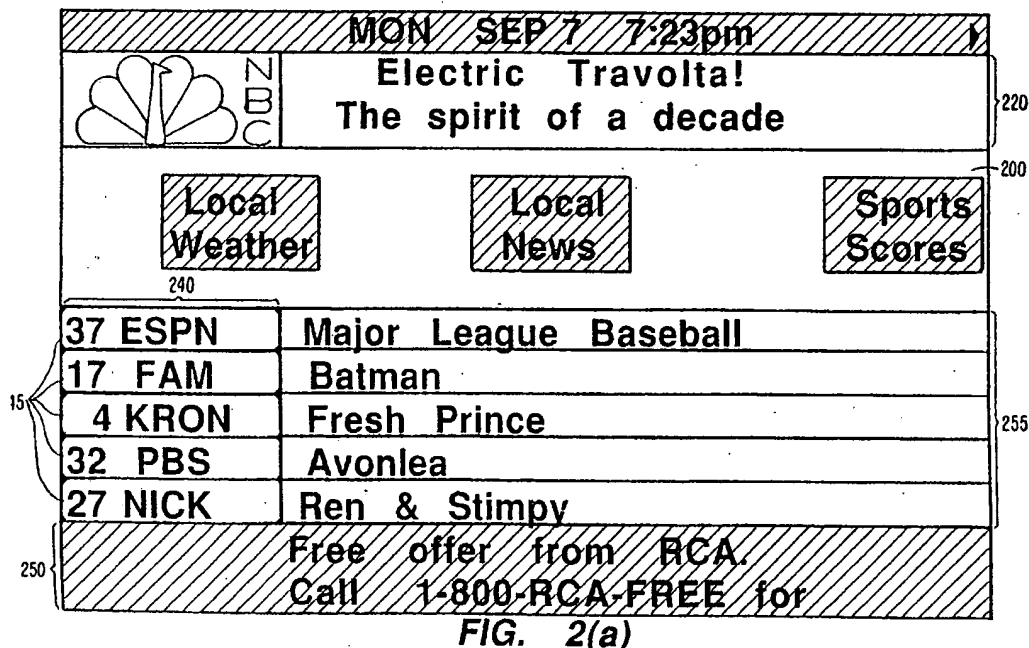 MON SEP 7 7:23pm
NBC
Electric Travolta!
The spirit of a decade
220
200
Local Weather
Local News
Sports Scores
240
37 ESPN Major League Baseball
17 FAM Batman
4 KRON Fresh Prince
32 PBS Avonlea
27 NICK Ren & Stimpy
15
255
Free offer from RCA.
Call 1-800-RCA-FREE for
250
FIG. 2(a)